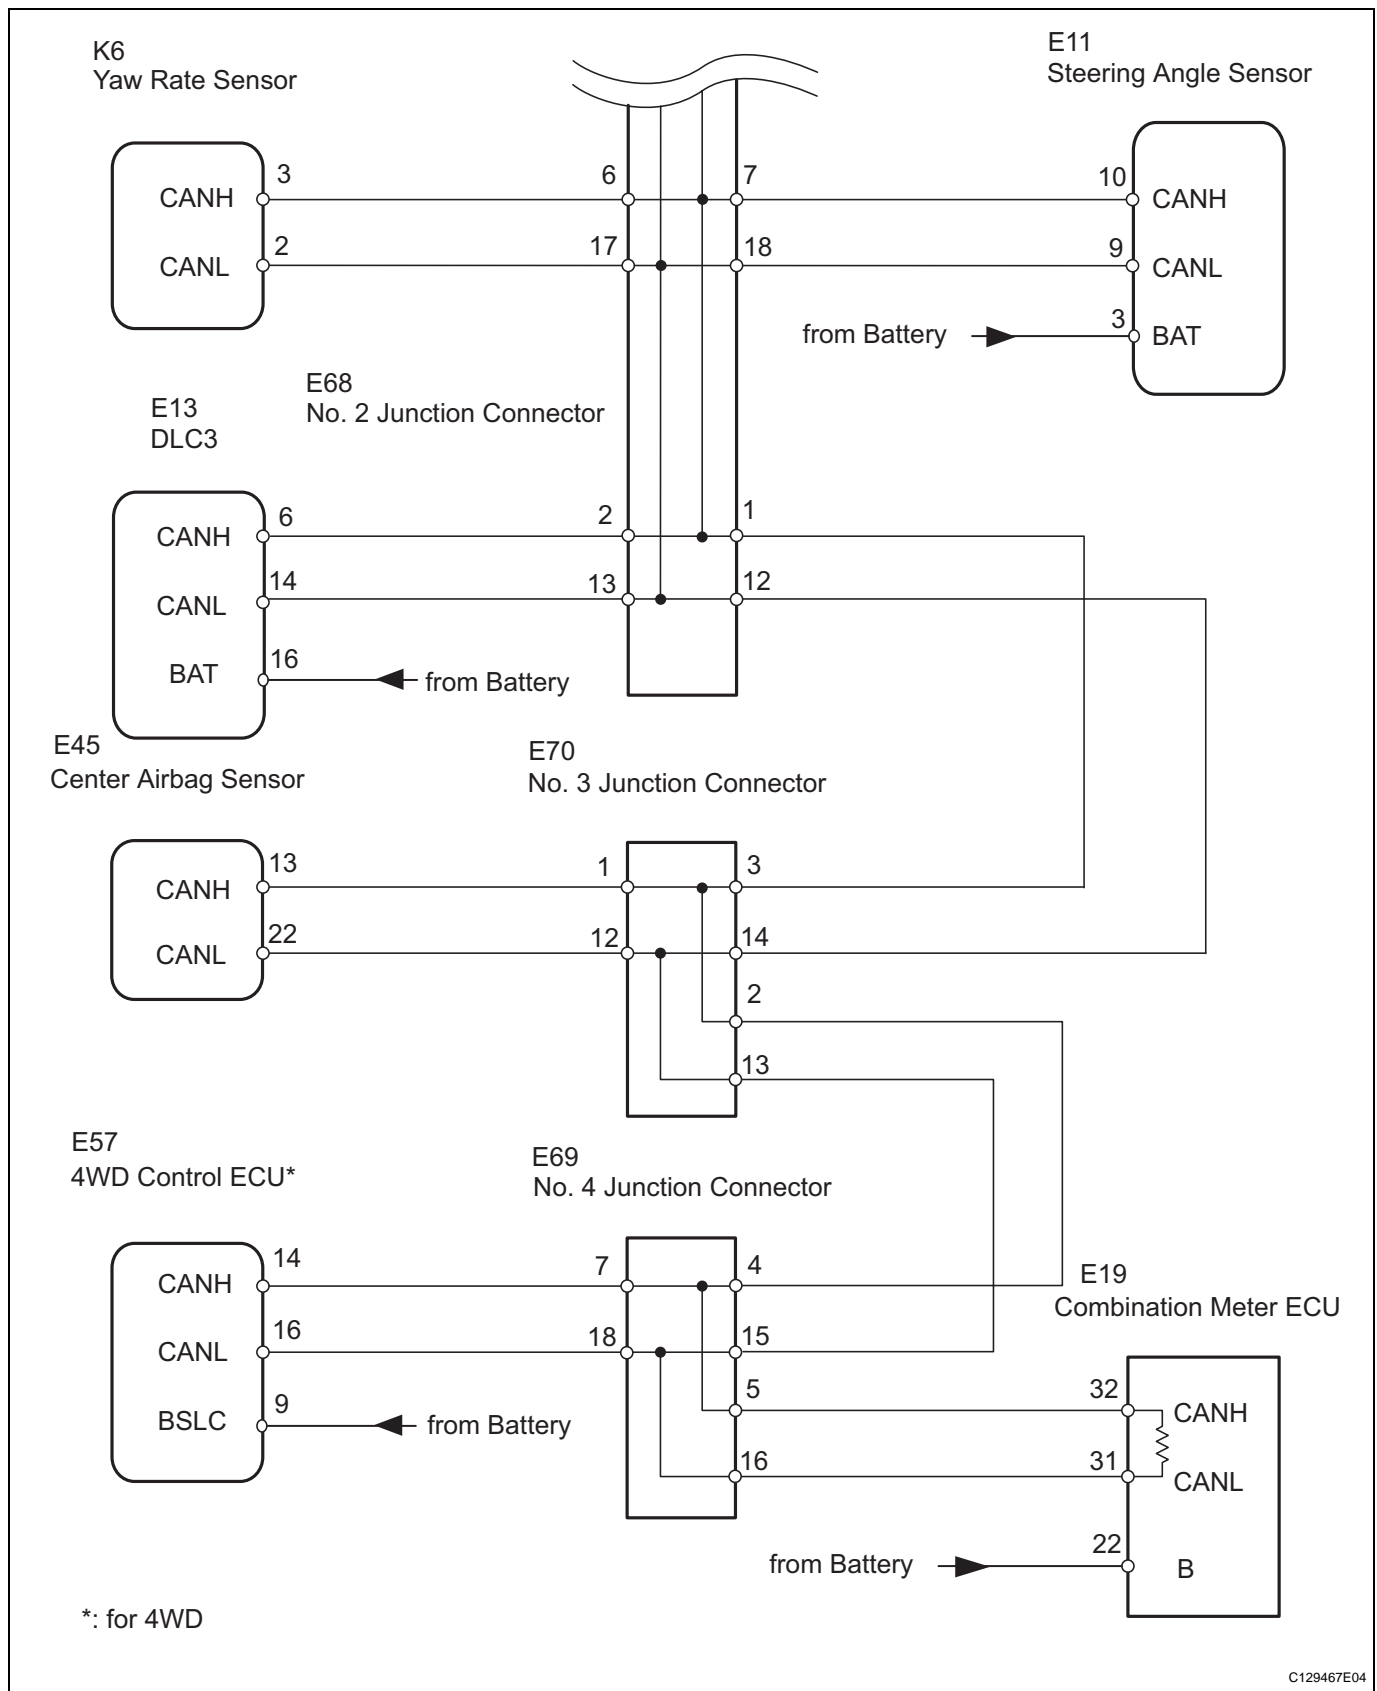 K6
Yaw Rate Sensor
E11
Steering Angle Sensor
3
6
7
10
CANH
CANH
2
17
18
9
CANL
CANL
from Battery
3
BAT
E68
No. 2 Junction Connector
E13
DLC3
6
2
1
CANH
14
13
12
CANL
16
BAT
from Battery
E45
Center Airbag Sensor
E70
No. 3 Junction Connector
13
1
3
CANH
22
12
14
CANL
2
13
E57
4WD Control ECU*
E69
No. 4 Junction Connector
14
7
4
CANH
E19
Combination Meter ECU
16
18
15
CANL
9
5
32
BSLC
from Battery
CANH
16
31
CANL
22
from Battery
B
*: for 4WD
C129467E04